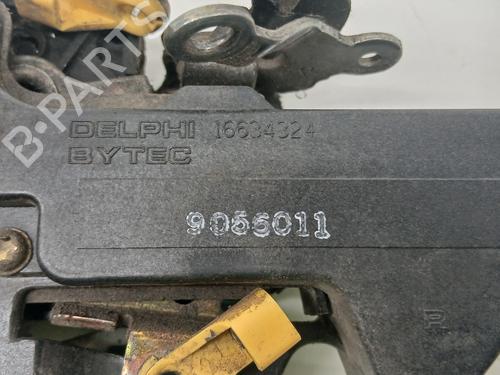 DELPHI 16634324
BYTEC
9056011
R
B-PARTS